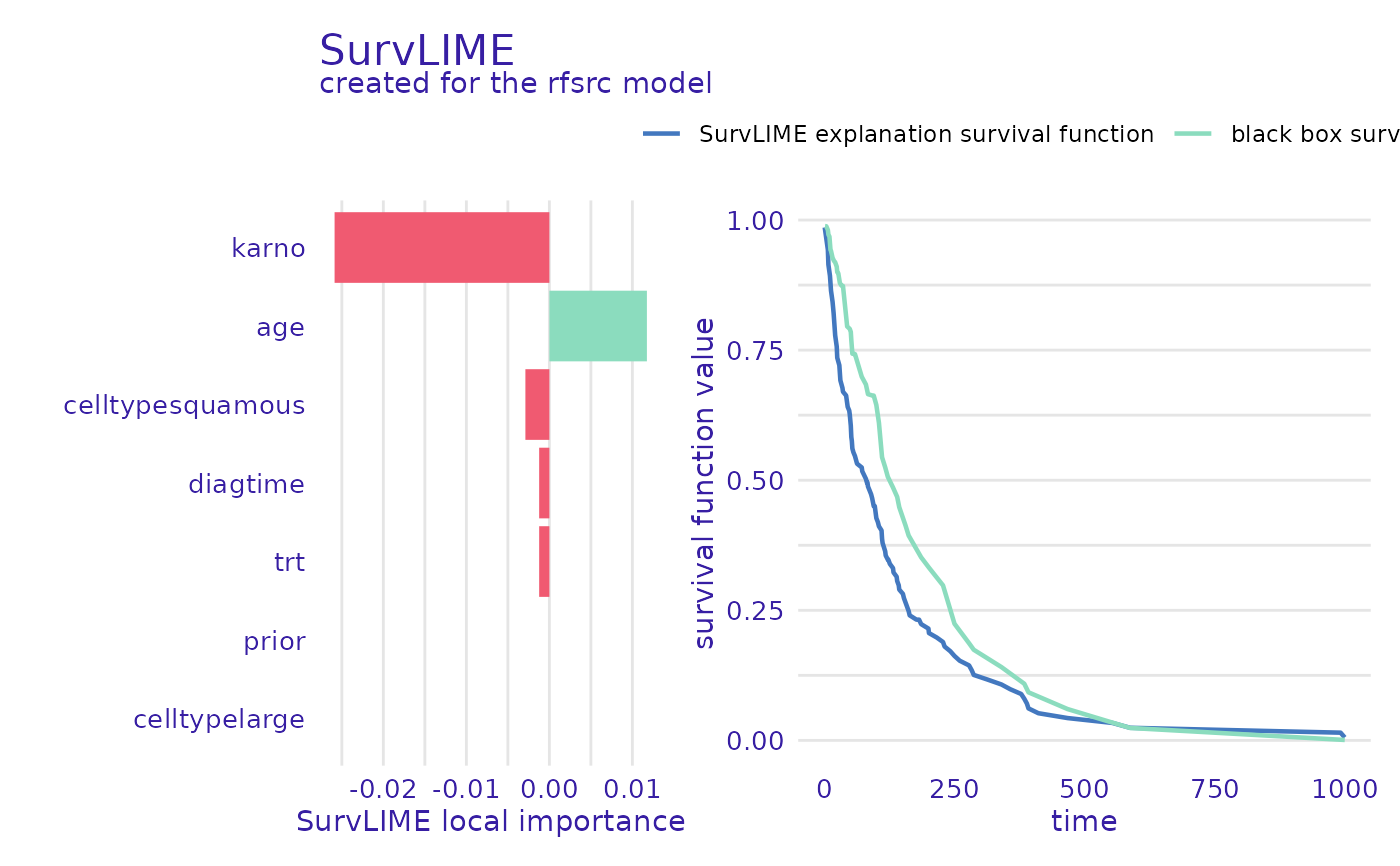 SurvLIME
created for the rfsrc model
SurvLIME explanation survival function black box surv
karno
age
celltypesquamous
diagtime
trt
prior
celltypelarge
-0.02 -0.01 0.00 0.01
SurvLIME local importance
survival function value
1.00
0.75
0.50
0.25
0.00
0 250 500 750 1000
time